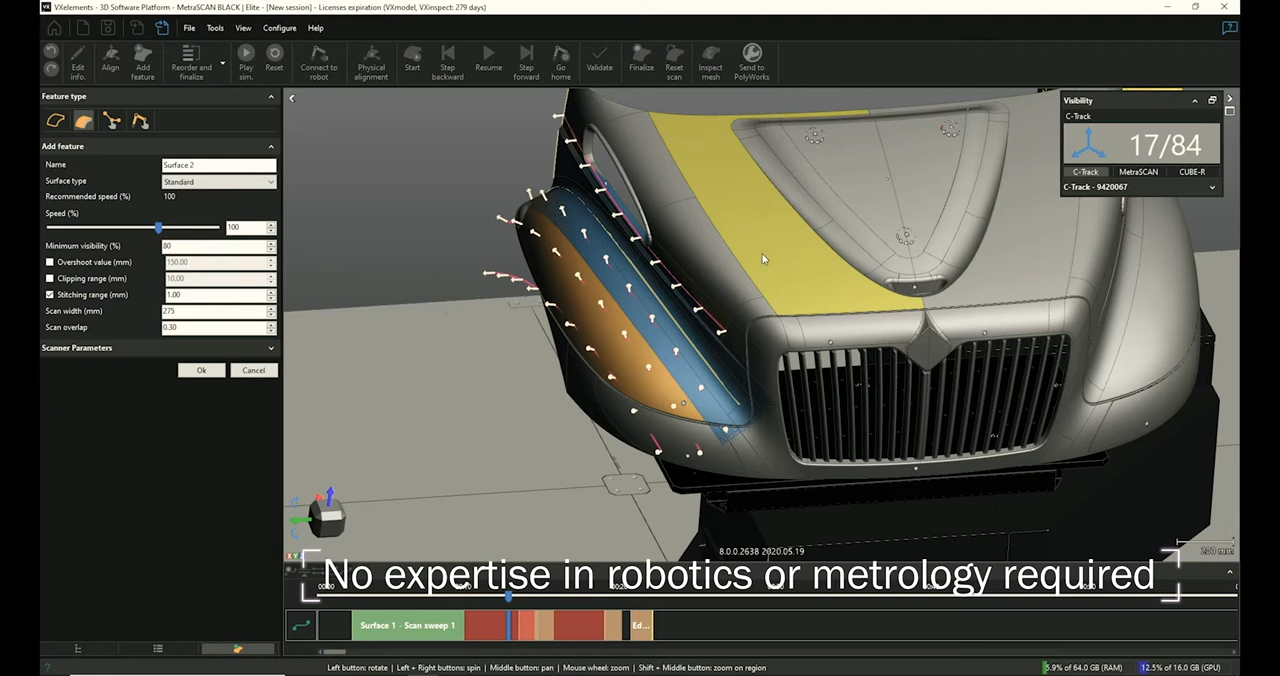 VXelements - 3D Software Platform - MetraSCAN BLACK | Elite - [New session] - Licenses expiration (VXmodel, VXinspect: 279 days)
File Tools View Configure Help
Edit info. Align Add feature Reorder and finalize Play sim. Reset Connect to robot Physical alignment Start Step backward Resume Step forward Go home Validate Finalize Reset scan Inspect mesh Send to PolyWorks
Feature type
Add feature
Name Surface 2
Surface type Standard
Recommended speed (%) 100
Speed (%)
100
Minimum visibility (%) 80
Overshoot value (mm) 150.00
Clipping range (mm) 10.00
Stitching range (mm) 1.00
Scan width (mm) 275
Scan overlap 0.30
Scanner Parameters
Ok Cancel
Visibility
C-Track
17/84
C-Track MetraSCAN CUBE-R
C-Track - 9420067
8.0.0.2638 2020.05.19
200 mm
No expertise in robotics or metrology required
Surface 1 - Scan sweep 1
Ed...
Left button: rotate | Left + Right buttons: spin | Middle button: pan | Mouse wheel: zoom | Shift + Middle button: zoom on region
5.9% of 64.0 GB (RAM) 12.5% of 16.0 GB (GPU)